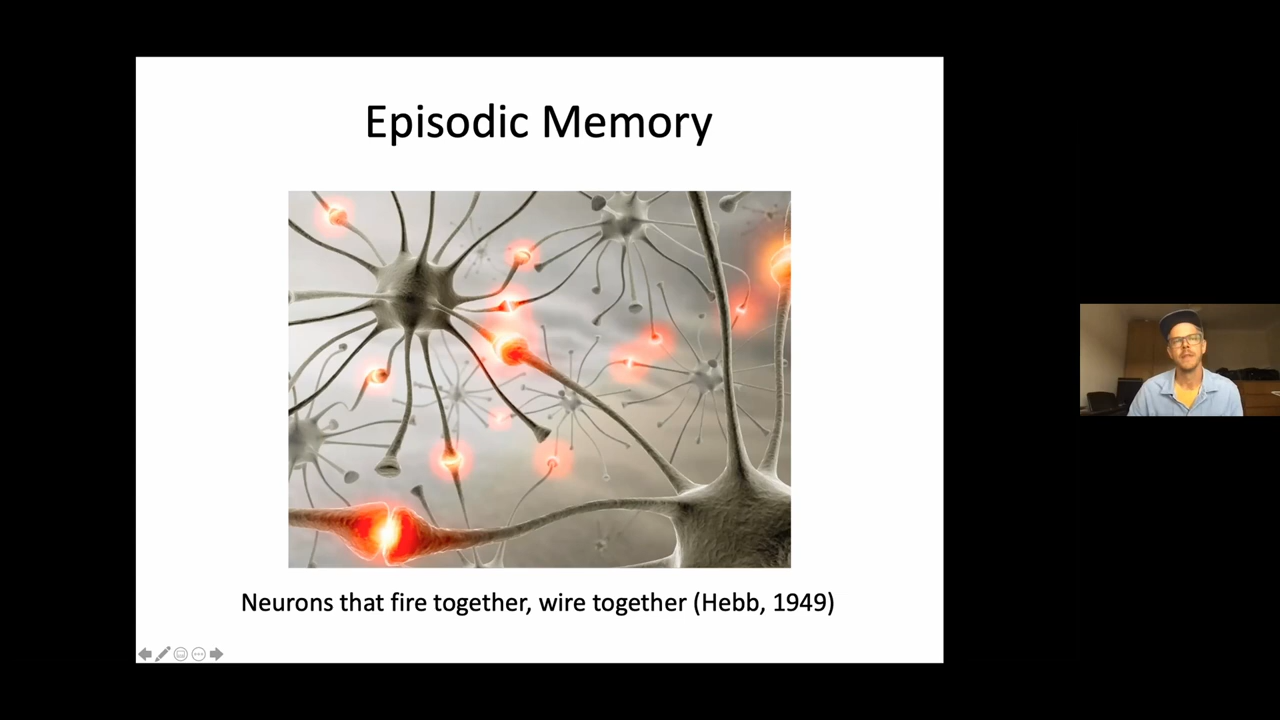 Episodic Memory
Neurons that fire together, wire together (Hebb, 1949)